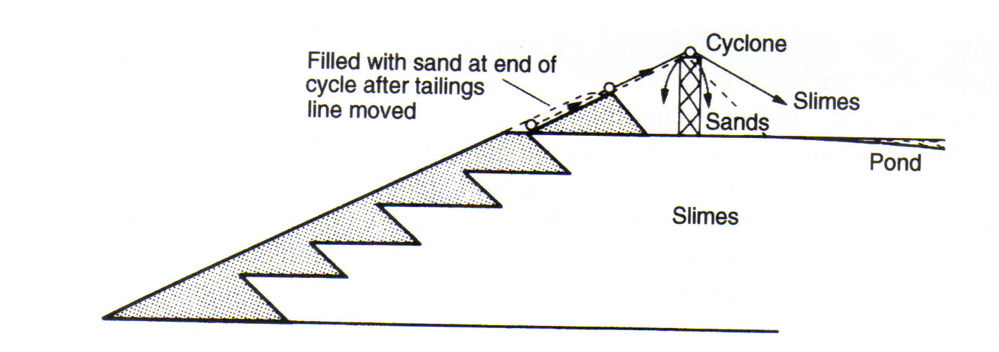 Cyclone
Filled with sand at end of
cycle after tailings
line moved
Slimes
Sands
Pond
Slimes